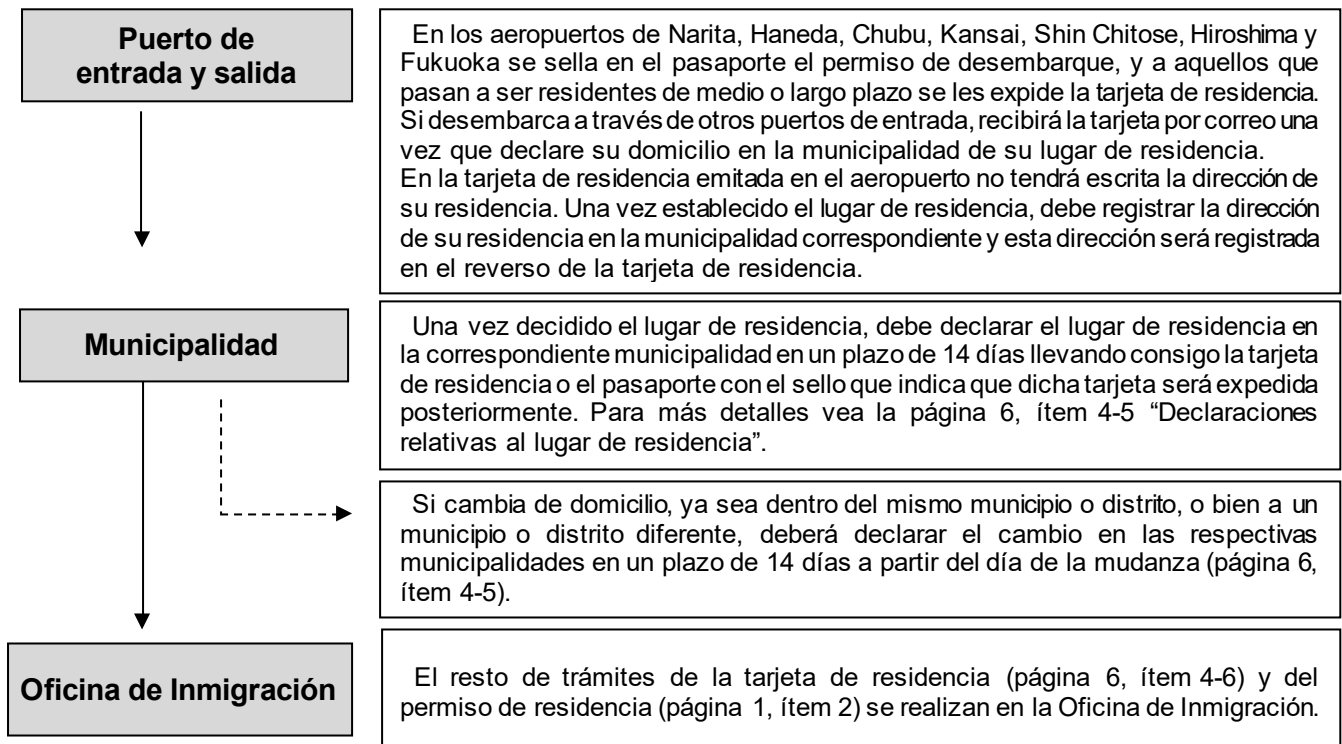 Puerto de
entrada y salida
En los aeropuertos de Narita, Haneda, Chubu, Kansai, Shin Chitose, Hiroshima y
Fukuoka se sella en el pasaporte el permiso de desembarque, y a aquellos que
pasan a ser residentes de medio o largo plazo se les expide la tarjeta de residencia.
Si desembarca a través de otros puertos de entrada, recibirá la tarjeta por correo una
vez que declare su domicilio en la municipalidad de su lugar de residencia.
En la tarjeta de residencia emitada en el aeropuerto no tendrá escrita la dirección de
su residencia. Una vez establecido el lugar de residencia, debe registrar la dirección
de su residencia en la municipalidad correspondiente y esta dirección será registrada
en el reverso de la tarjeta de residencia.
Municipalidad
Una vez decidido el lugar de residencia, debe declarar el lugar de residencia en
la correspondiente municipalidad en un plazo de 14 días llevando consigo la tarjeta
de residencia o el pasaporte con el sello que indica que dicha tarjeta será expedida
posteriormente. Para más detalles vea la página 6, ítem 4-5 “Declaraciones
relativas al lugar de residencia”.
Si cambia de domicilio, ya sea dentro del mismo municipio o distrito, o bien a un
municipio o distrito diferente, deberá declarar el cambio en las respectivas
municipalidades en un plazo de 14 días a partir del día de la mudanza (página 6,
ítem 4-5).
Oficina de Inmigración
El resto de trámites de la tarjeta de residencia (página 6, ítem 4-6) y del
permiso de residencia (página 1, ítem 2) se realizan en la Oficina de Inmigración.